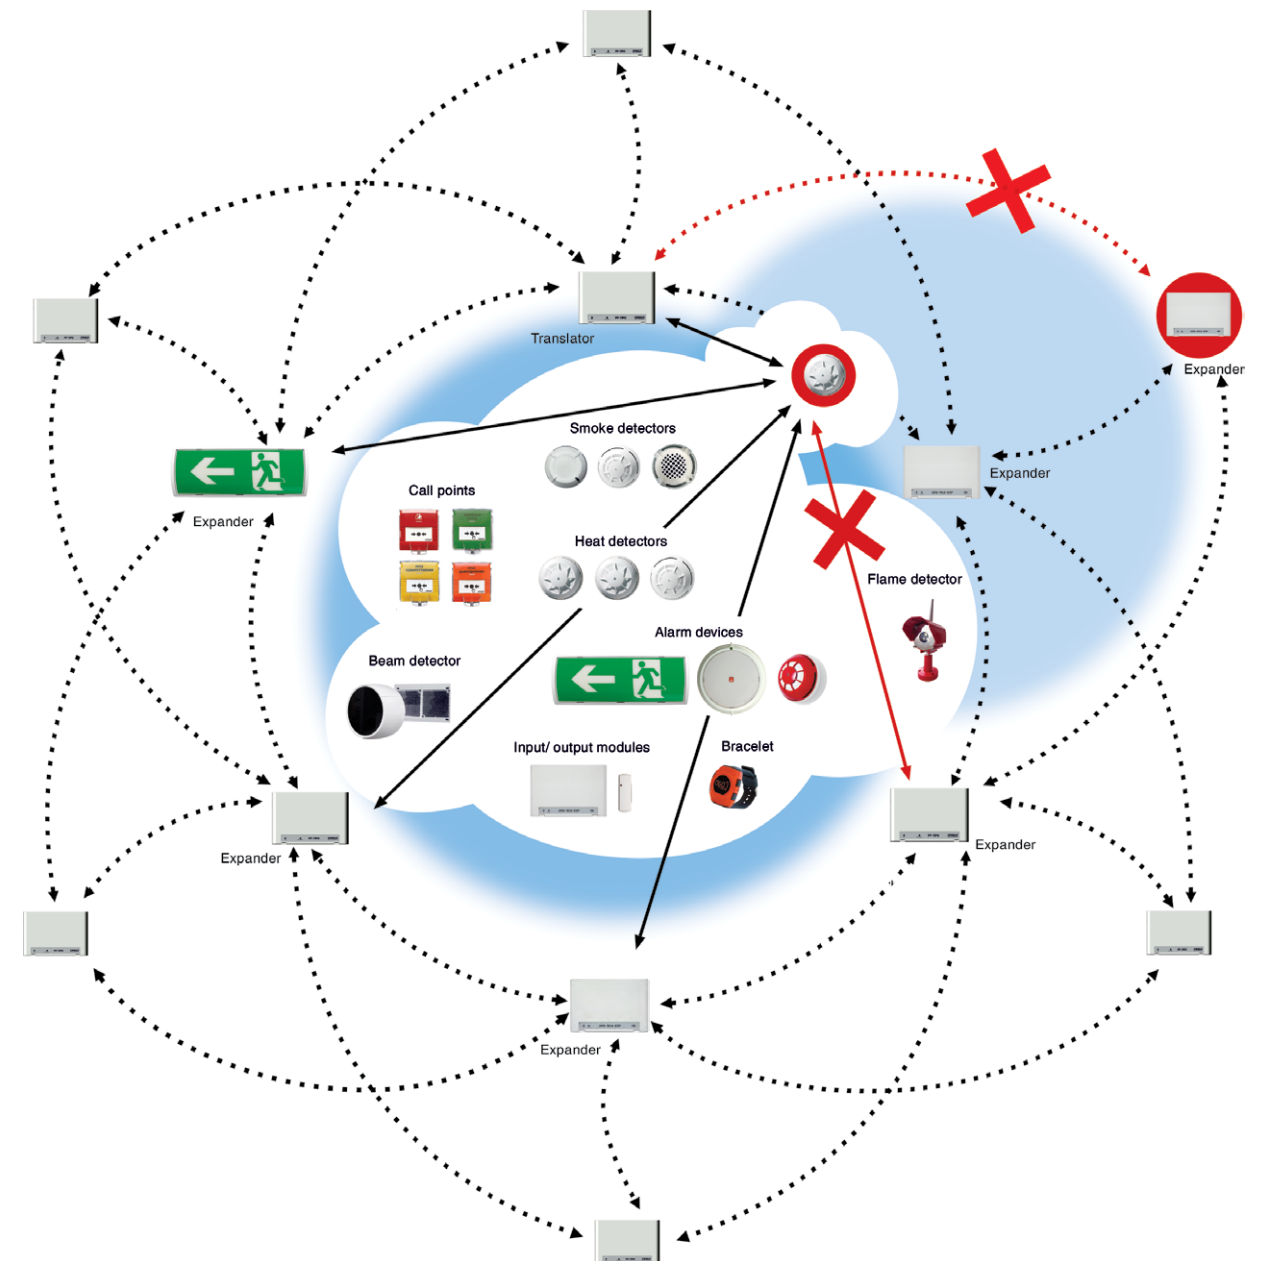 Translator
Expander
Smoke detectors
Expander
Call points
Expander
Heat detectors
Flame detector
Alarm devices
Beam detector
Input/ output modules
Bracelet
Expander
Expander
Expander